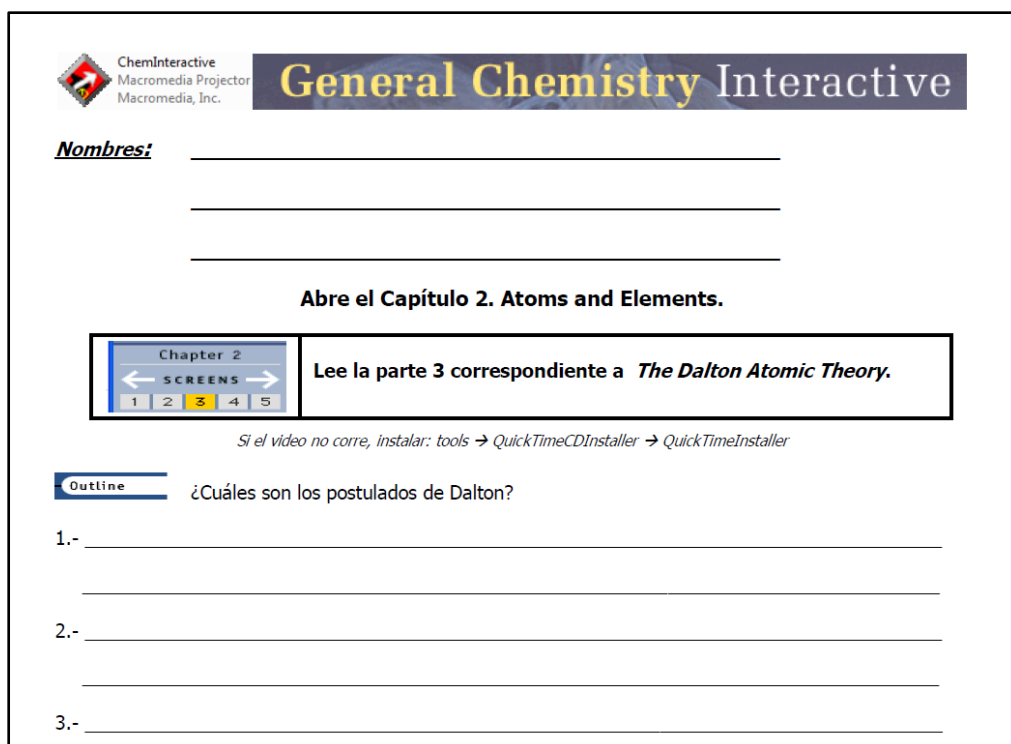 ChemInteractive
Macromedia Projector
Macromedia, Inc.
General Chemistry Interactive
Nombres:
Abre el Capítulo 2. Atoms and Elements.
Chapter 2
SCREENS
1 2 3 4 5
Lee la parte 3 correspondiente a The Dalton Atomic Theory.
Si el video no corre, instalar: tools → QuickTimeCDInstaller → QuickTimeInstaller
Outline
¿Cuáles son los postulados de Dalton?
1.-
2.-
3.-